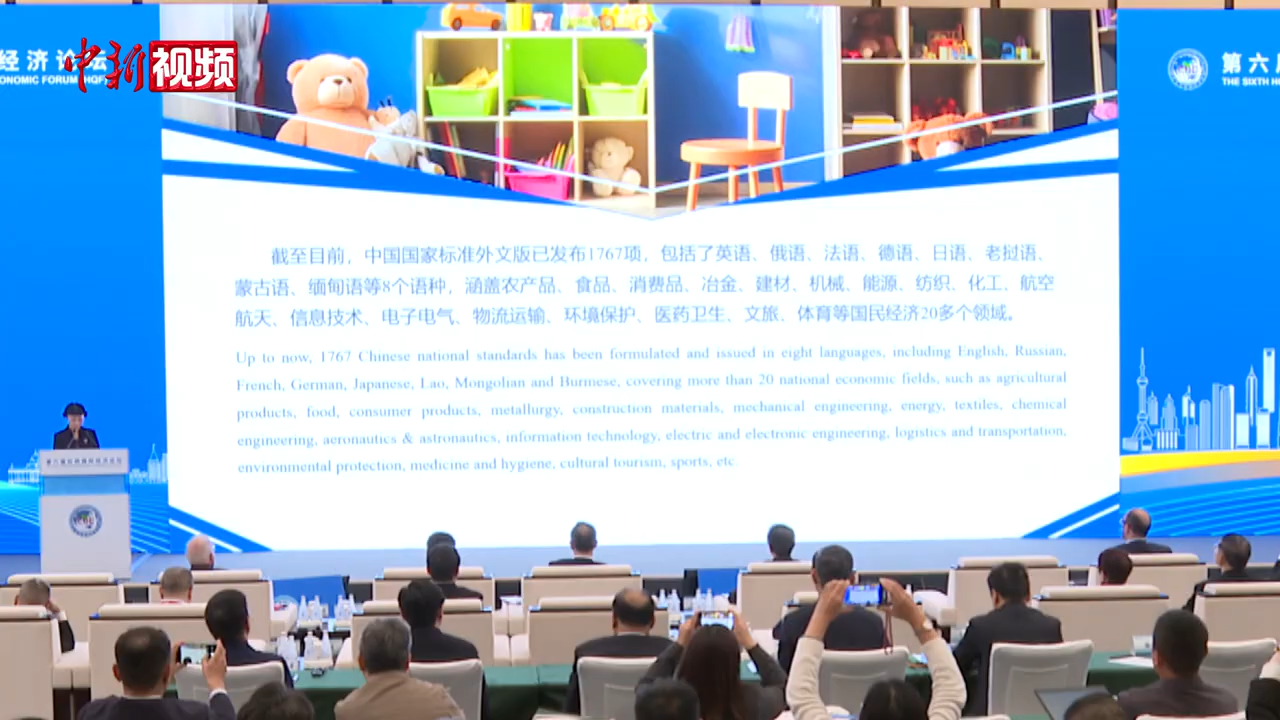 经济论坛
ONOMIC FORUM (HQF
中新视频
第六届
THE SIXTH HO
截至目前，中国国家标准外文版已发布1767项，包括了英语、俄语、法语、德语、日语、老挝语、
蒙古语、缅甸语等8个语种，涵盖农产品、食品、消费品、冶金、建材、机械、能源、纺织、化工、航空
航天、信息技术、电子电气、物流运输、环境保护、医药卫生、文旅、体育等国民经济20多个领域。
Up to now, 1767 Chinese national standards has been formulated and issued in eight languages, including English, Russian,
French, German, Japanese, Lao, Mongolian and Burmese, covering more than 20 national economic fields, such as agricultural
products, food, consumer products, metallurgy, construction materials, mechanical engineering, energy, textiles, chemical
engineering, aeronautics & astronautics, information technology, electric and electronic engineering, logistics and transportation,
environmental protection, medicine and hygiene, cultural tourism, sports, etc.